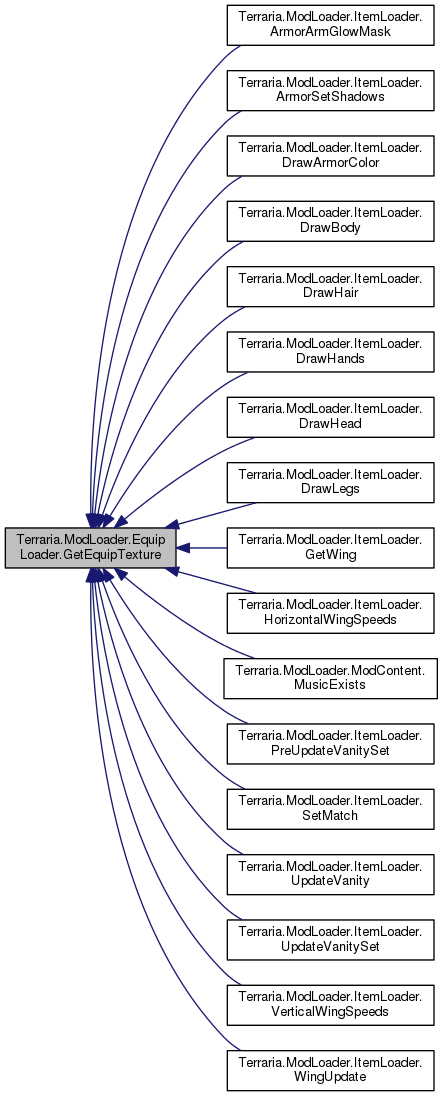 Terraria.ModLoader.ItemLoader.
ArmorArmGlowMask
Terraria.ModLoader.ItemLoader.
ArmorSetShadows
Terraria.ModLoader.ItemLoader.
DrawArmorColor
Terraria.ModLoader.ItemLoader.
DrawBody
Terraria.ModLoader.ItemLoader.
DrawHair
Terraria.ModLoader.ItemLoader.
DrawHands
Terraria.ModLoader.ItemLoader.
DrawHead
Terraria.ModLoader.ItemLoader.
DrawLegs
Terraria.ModLoader.Equip
Loader.GetEquipTexture
Terraria.ModLoader.ItemLoader.
GetWing
Terraria.ModLoader.ItemLoader.
HorizontalWingSpeeds
Terraria.ModLoader.ModContent.
MusicExists
Terraria.ModLoader.ItemLoader.
PreUpdateVanitySet
Terraria.ModLoader.ItemLoader.
SetMatch
Terraria.ModLoader.ItemLoader.
UpdateVanity
Terraria.ModLoader.ItemLoader.
UpdateVanitySet
Terraria.ModLoader.ItemLoader.
VerticalWingSpeeds
Terraria.ModLoader.ItemLoader.
WingUpdate